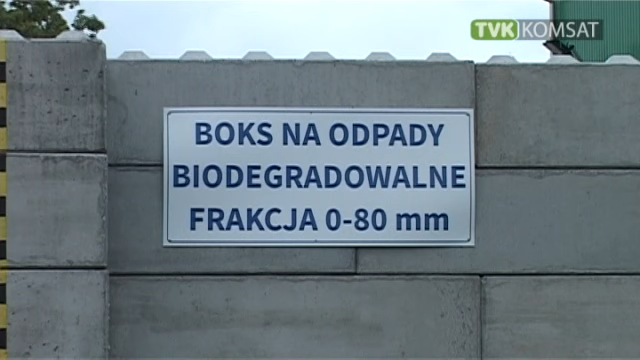 TVK KOMSAT
BOKS NA ODPADY
BIODEGRADOWALNE
FRAKCJA 0-80 mm